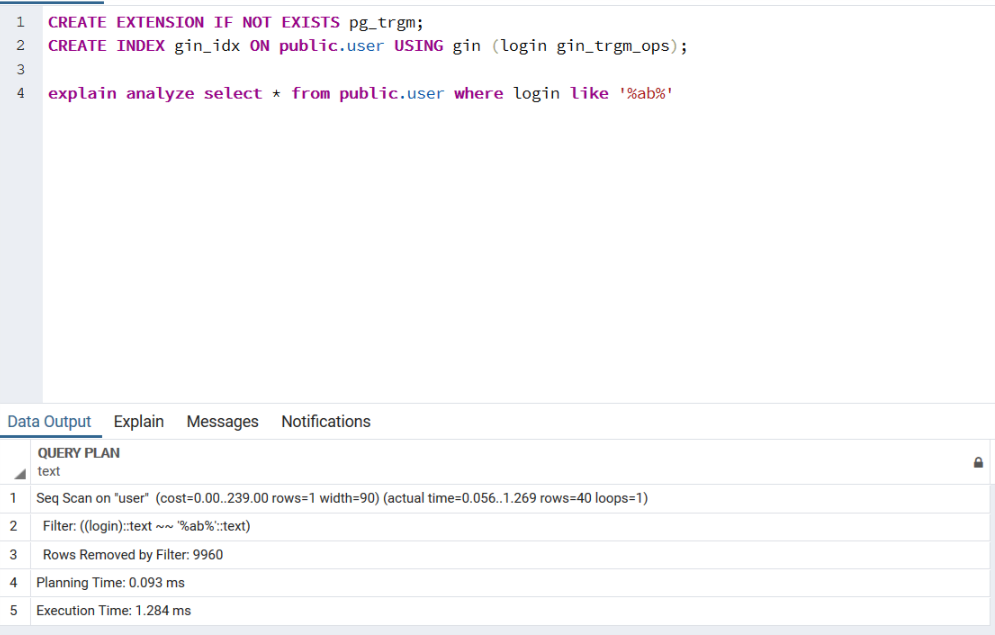 1 CREATE EXTENSION IF NOT EXISTS pg_trgm;
2 CREATE INDEX gin_idx ON public.user USING gin (login gin_trgm_ops);
3
4 explain analyze select * from public.user where login like '%ab%'
Data Output Explain Messages Notifications
QUERY PLAN
text
1 Seq Scan on "user" (cost=0.00..239.00 rows=1 width=90) (actual time=0.056..1.269 rows=40 loops=1)
2 Filter: ((login)::text ~~ '%ab%'::text)
3 Rows Removed by Filter: 9960
4 Planning Time: 0.093 ms
5 Execution Time: 1.284 ms